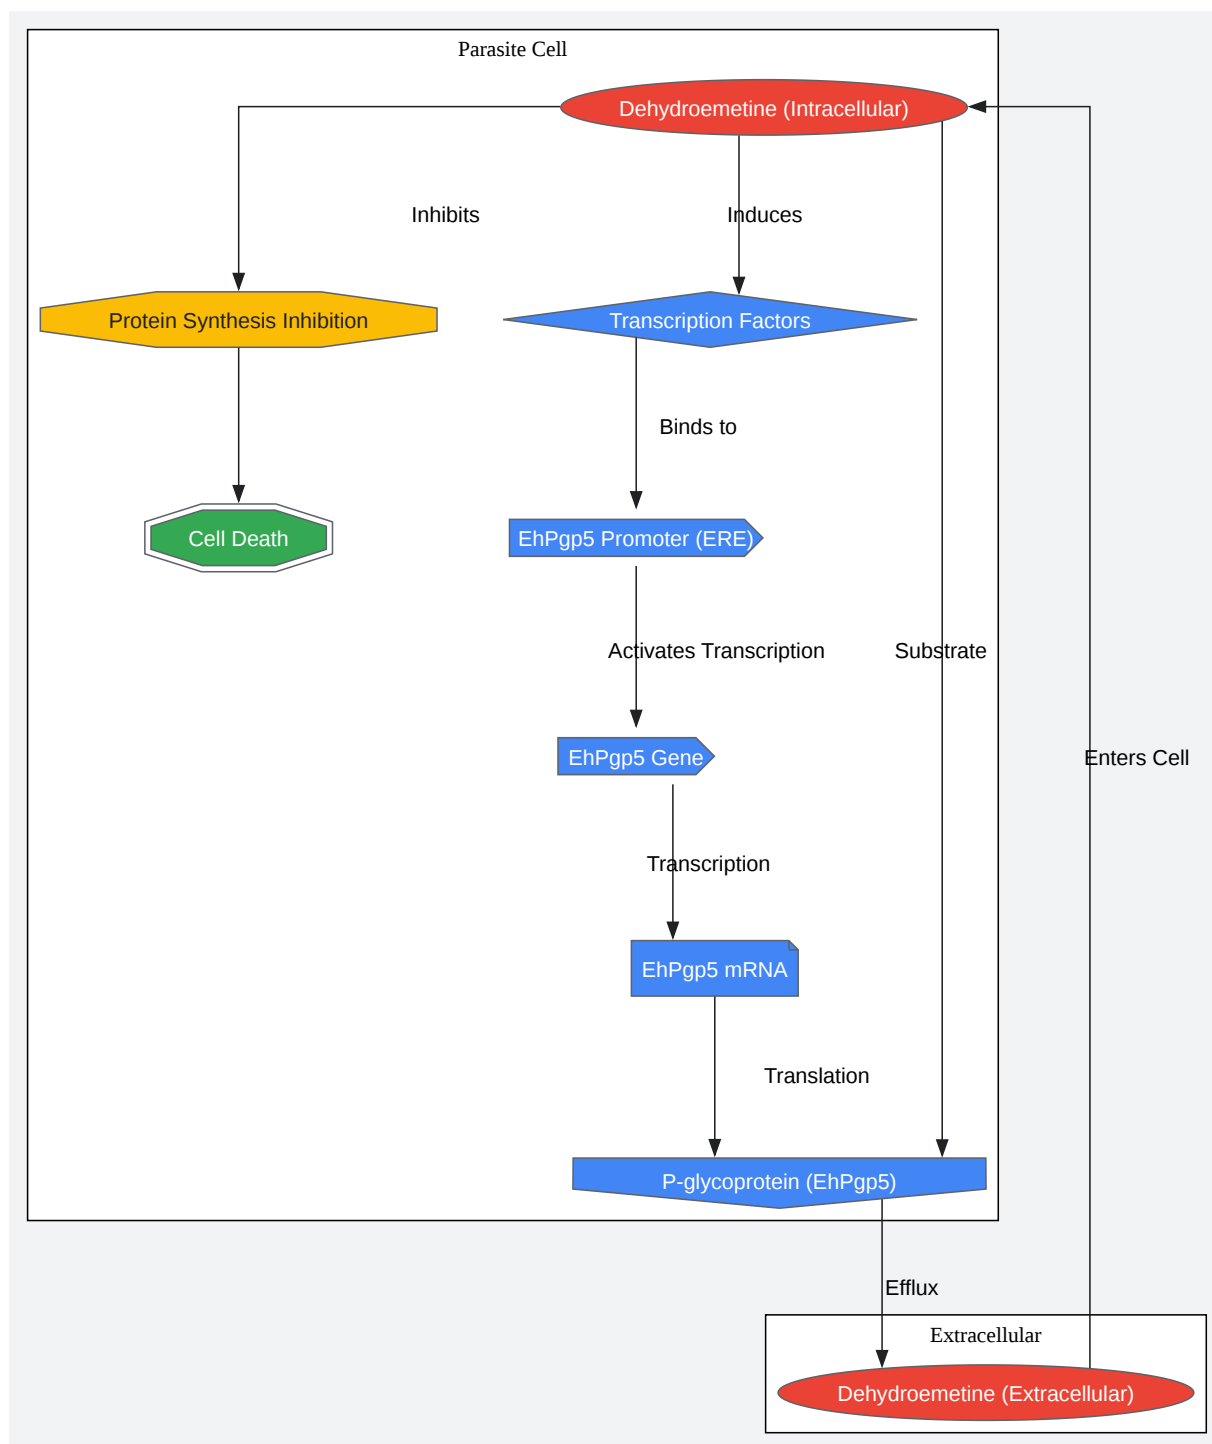 Parasite Cell
Dehydroemetine (Intracellular)
Inhibits
Induces
Protein Synthesis Inhibition
Transcription Factors
Binds to
Cell Death
EhPgp5 Promoter (ERE)
Activates Transcription
Substrate
EhPgp5 Gene
Enters Cell
Transcription
EhPgp5 mRNA
Translation
P-glycoprotein (EhPgp5)
Efflux
Extracellular
Dehydroemetine (Extracellular)